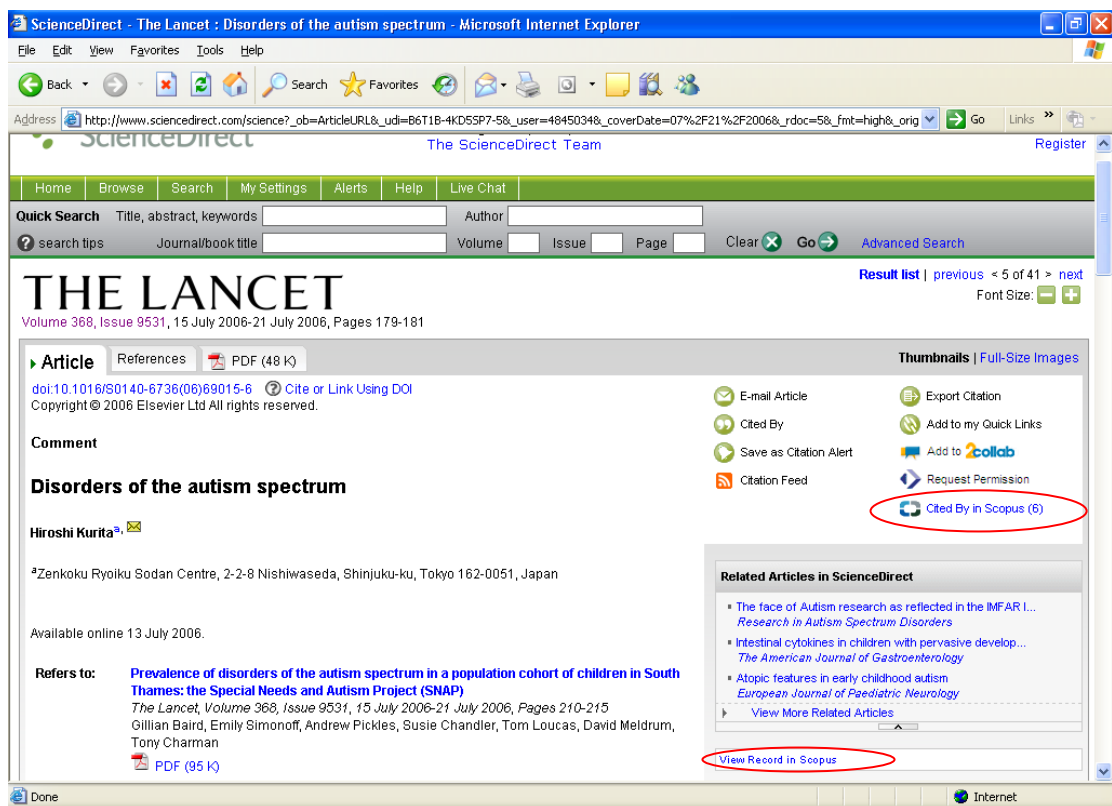 ScienceDirect - The Lancet : Disorders of the autism spectrum - Microsoft Internet Explorer
File Edit View Favorites Tools Help
Back Search Favorites
Address http://www.sciencedirect.com/science?_ob=ArticleURL&_udi=B6T1B-4KD5SP7-5&_user=4845034&_coverDate=07%2F21%2F2006&_rdoc=5&_fmt=high&_orig Go Links »
ScienceDirect The ScienceDirect Team Register
Home Browse Search My Settings Alerts Help Live Chat
Quick Search Title, abstract, keywords Author
? search tips Journal/book title Volume Issue Page Clear Go Advanced Search
THE LANCET
Volume 368, Issue 9531, 15 July 2006-21 July 2006, Pages 179-181
Result list | previous < 5 of 41 > next
Font Size:
Article References PDF (48 K)
Thumbnails | Full-Size Images
doi:10.1016/S0140-6736(06)69015-6 ? Cite or Link Using DOI
Copyright © 2006 Elsevier Ltd All rights reserved.
Comment
Disorders of the autism spectrum
Hiroshi Kurita a,
a Zenkoku Ryoiku Sodan Centre, 2-2-8 Nishiwaseda, Shinjuku-ku, Tokyo 162-0051, Japan
Available online 13 July 2006.
Refers to: Prevalence of disorders of the autism spectrum in a population cohort of children in South
Thames: the Special Needs and Autism Project (SNAP)
The Lancet, Volume 368, Issue 9531, 15 July 2006-21 July 2006, Pages 210-215
Gillian Baird, Emily Simonoff, Andrew Pickles, Susie Chandler, Tom Loucas, David Meldrum,
Tony Charman
PDF (95 K)
E-mail Article Export Citation
Cited By Add to my Quick Links
Save as Citation Alert Add to 2collab
Citation Feed Request Permission
Cited By in Scopus (6)
Related Articles in ScienceDirect
The face of Autism research as reflected in the IMFAR l...
Research in Autism Spectrum Disorders
Intestinal cytokines in children with pervasive develop...
The American Journal of Gastroenterology
Atopic features in early childhood autism
European Journal of Paediatric Neurology
View More Related Articles
View Record in Scopus
Done Internet